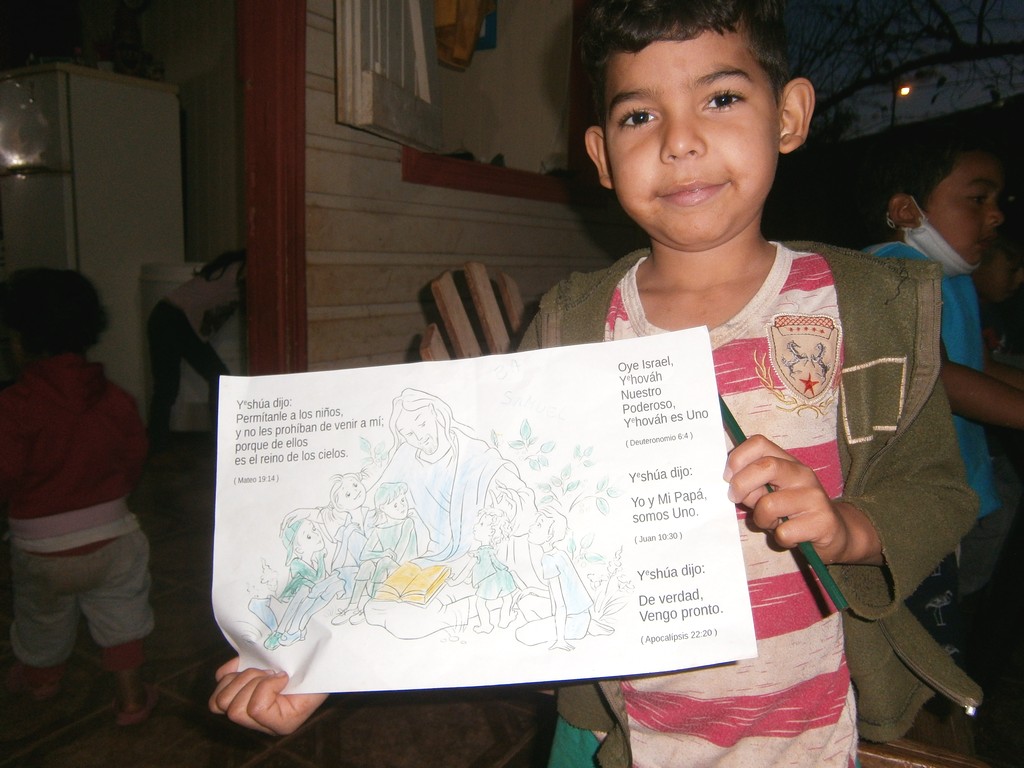 Yᵉshúa dijo:
Permítanle a los niños,
y no les prohíban de venir a mí;
porque de ellos
es el reino de los cielos.
( Mateo 19:14 )
Oye Israel,
Yᵉhováh
Nuestro
Poderoso,
Yᵉhováh es Uno
( Deuteronomio 6:4 )
Yᵉshúa dijo:
Yo y Mi Papá,
somos Uno.
( Juan 10:30 )
Yᵉshúa dijo:
De verdad,
Vengo pronto.
( Apocalipsis 22:20 )